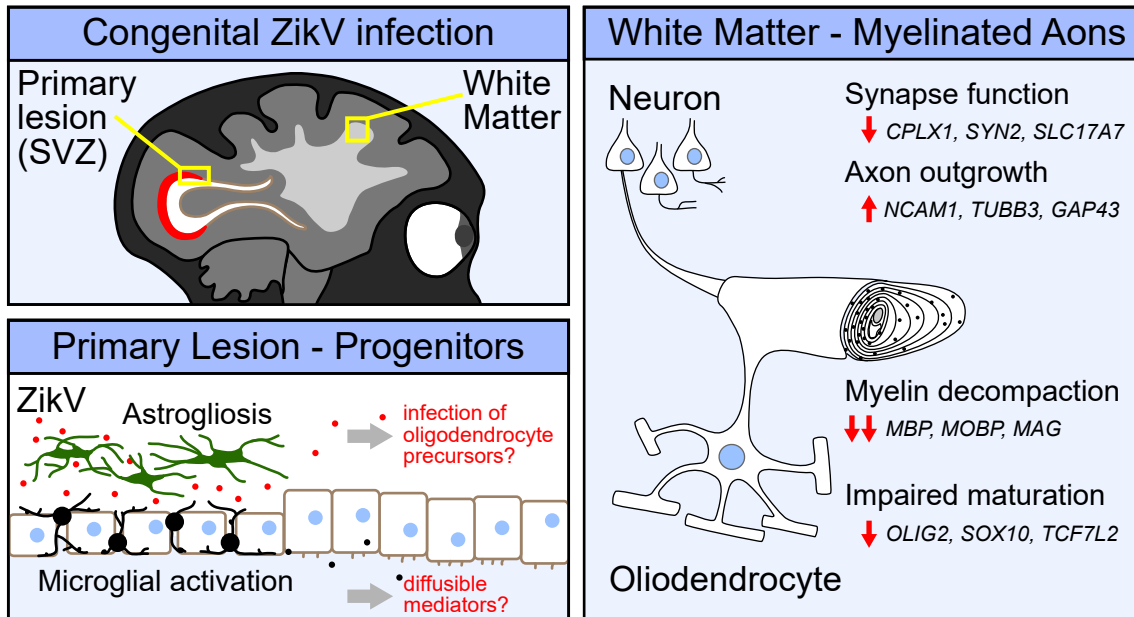 Congenital ZikV infection
Primary
lesion
(SVZ)
White
Matter
Primary Lesion - Progenitors
ZikV
Astrogliosis
infection of
oligodendrocyte
precursors?
Microglial activation
diffusible
mediators?
White Matter - Myelinated Aons
Neuron
Synapse function
CPLX1, SYN2, SLC17A7
Axon outgrowth
NCAM1, TUBB3, GAP43
Myelin decompaction
MBP, MOBP, MAG
Impaired maturation
OLIG2, SOX10, TCF7L2
Oliodendrocyte